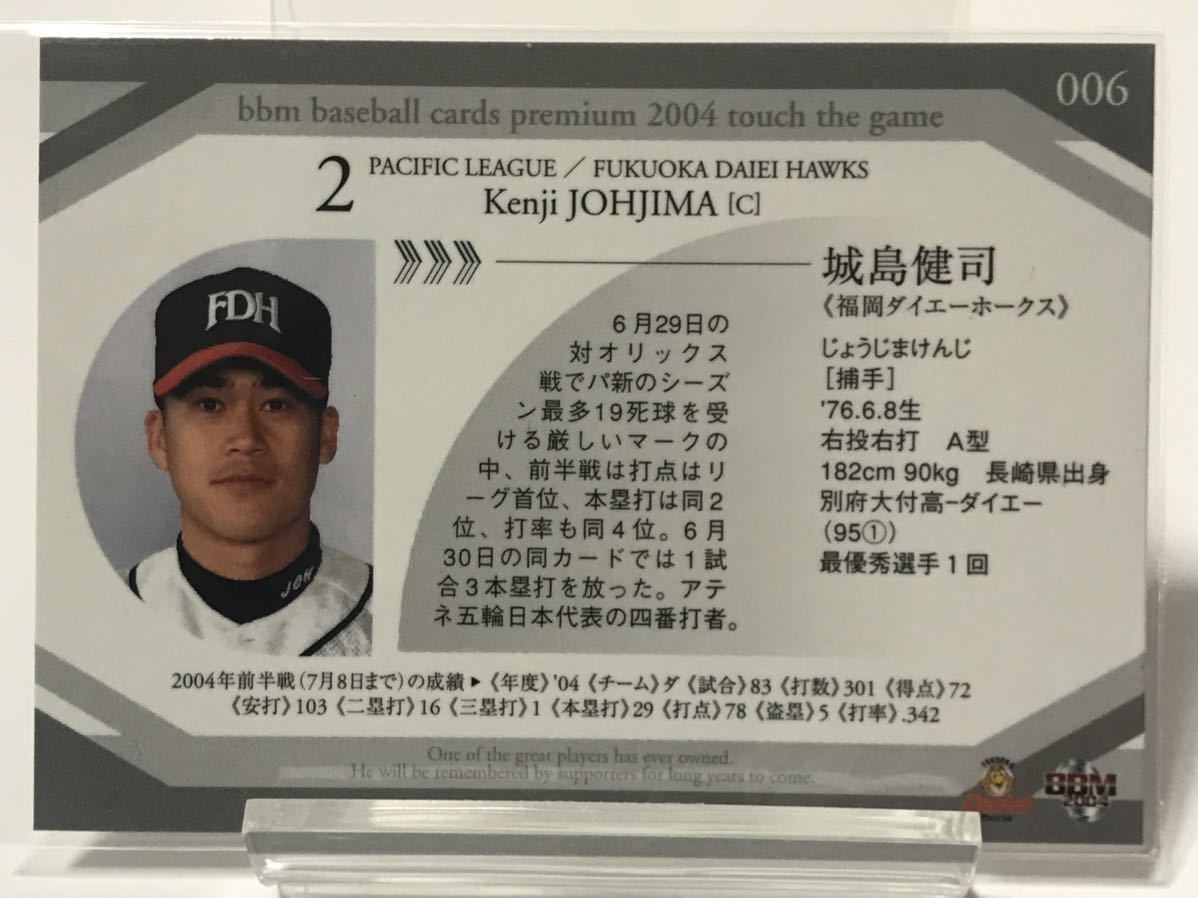 006
bbm baseball cards premium 2004 touch the game
2
PACIFIC LEAGUE / FUKUOKA DAIEI HAWKS
Kenji JOHJIMA [C]
FDH
JOH
城島健司
《福岡ダイエーホークス》
じょうじまけんじ
[捕手]
'76.6.8生
右投右打 A型
182cm 90kg 長崎県出身
別府大付高−ダイエー
(95①)
最優秀選手1回
6月29日の
対オリックス
戦でパ新のシーズ
ン最多19死球を受
ける厳しいマークの
中、前半戦は打点はリ
ーグ首位、本塁打は同2
位、打率も同4位。6月
30日の同カードでは1試
合3本塁打を放った。アテ
ネ五輪日本代表の四番打者。
2004年前半戦(7月8日まで)の成績▶《年度》'04《チーム》ダ《試合》83《打数》301《得点》72
《安打》103《二塁打》16《三塁打》1《本塁打》29《打点》78《盗塁》5《打率》.342
One of the great players has ever owned.
He will be remembered by supporters for long years to come.
FUKUOKA
Daiei
Hawks
BBM
2004